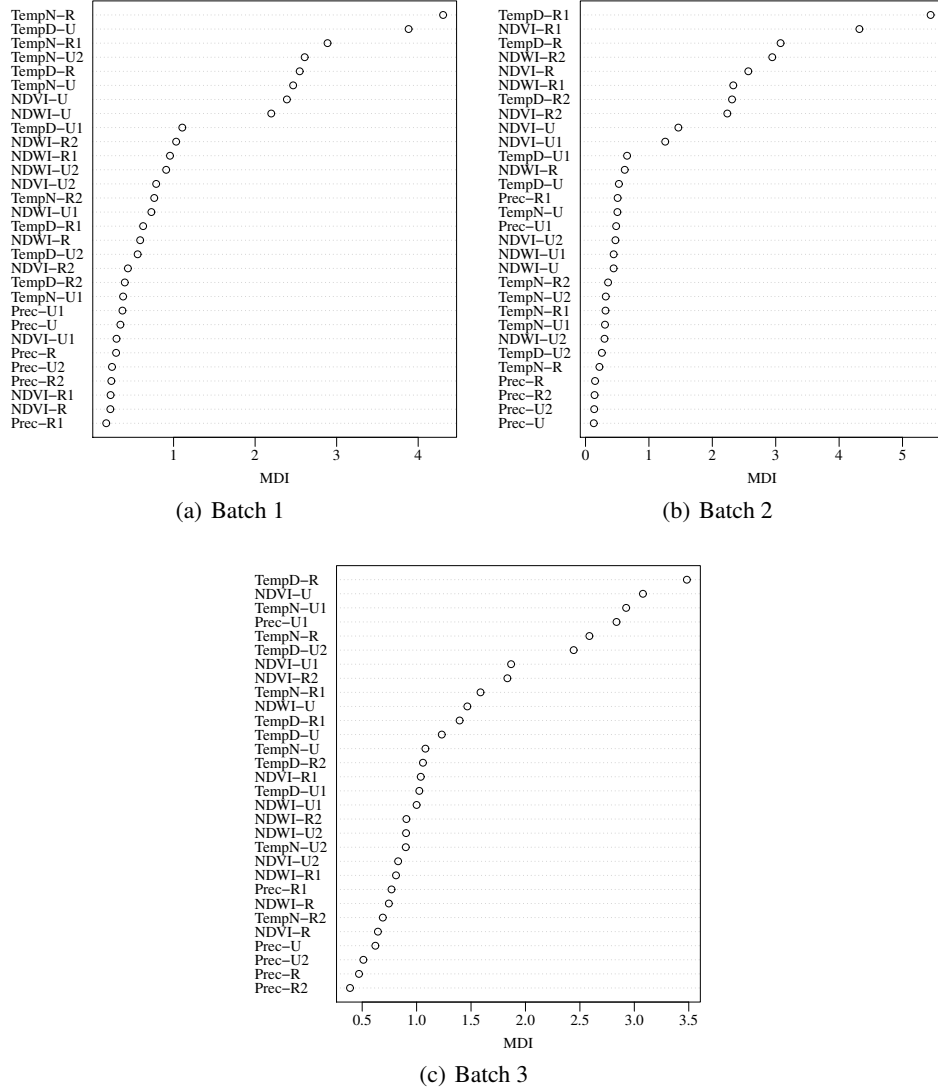 TempN−R
TempD−U
TempN−R1
TempN−U2
TempD−R
TempN−U
NDVI−U
NDWI−U
TempD−U1
NDWI−R2
NDWI−R1
NDWI−U2
NDVI−U2
TempN−R2
NDWI−U1
TempD−R1
NDWI−R
TempD−U2
NDVI−R2
TempD−R2
TempN−U1
Prec−U1
Prec−U
NDVI−U1
Prec−R
Prec−U2
Prec−R2
NDVI−R1
NDVI−R
Prec−R1
1 2 3 4
MDI
(a) Batch 1
TempD−R1
NDVI−R1
TempD−R
NDWI−R2
NDVI−R
NDWI−R1
TempD−R2
NDVI−R2
NDVI−U
NDVI−U1
TempD−U1
NDWI−R
TempD−U
Prec−R1
TempN−U
Prec−U1
NDVI−U2
NDWI−U1
NDWI−U
TempN−R2
TempN−U2
TempN−R1
TempN−U1
NDWI−U2
TempD−U2
TempN−R
Prec−R
Prec−R2
Prec−U2
Prec−U
0 1 2 3 4 5
MDI
(b) Batch 2
TempD−R
NDVI−U
TempN−U1
Prec−U1
TempN−R
TempD−U2
NDVI−U1
NDVI−R2
TempN−R1
NDWI−U
TempD−R1
TempD−U
TempN−U
TempD−R2
NDVI−R1
TempD−U1
NDWI−U1
NDWI−R2
NDWI−U2
TempN−U2
NDVI−U2
NDWI−R1
Prec−R1
NDWI−R
TempN−R2
NDVI−R
Prec−U
Prec−U2
Prec−R
Prec−R2
0.5 1.0 1.5 2.0 2.5 3.0 3.5
MDI
(c) Batch 3